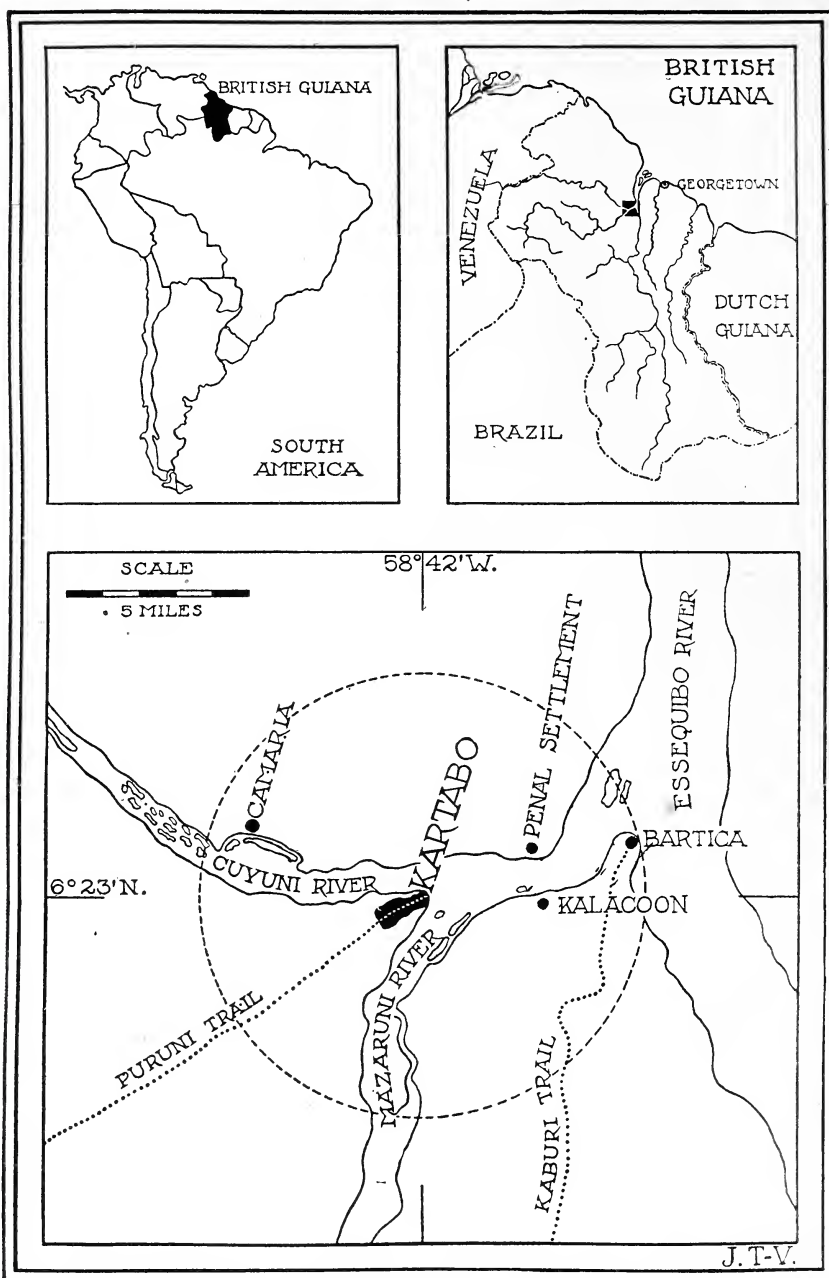 BRITISH GUIANA
SOUTH
AMERICA
BRITISH
GUIANA
GEORGETOWN
VENEZUELA
DUTCH
GUIANA
BRAZIL
SCALE
5 MILES
58°42'W.
PENAL SETTLEMENT
ESSEQUIBO RIVER
CAMARIA
KARTABO
BARTICA
CUYUNI RIVER
6°23'N.
KALACOON
MAZARUNI RIVER
PURUNI TRAIL
KABURI TRAIL
J.T-V.